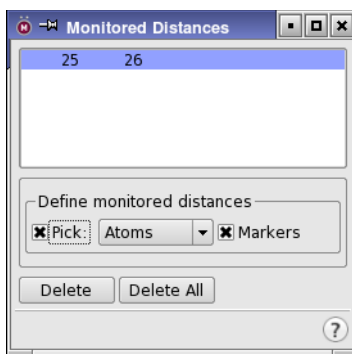 Monitored Distances
25 26
Define monitored distances
Pick: Atoms Markers
Delete Delete All
?